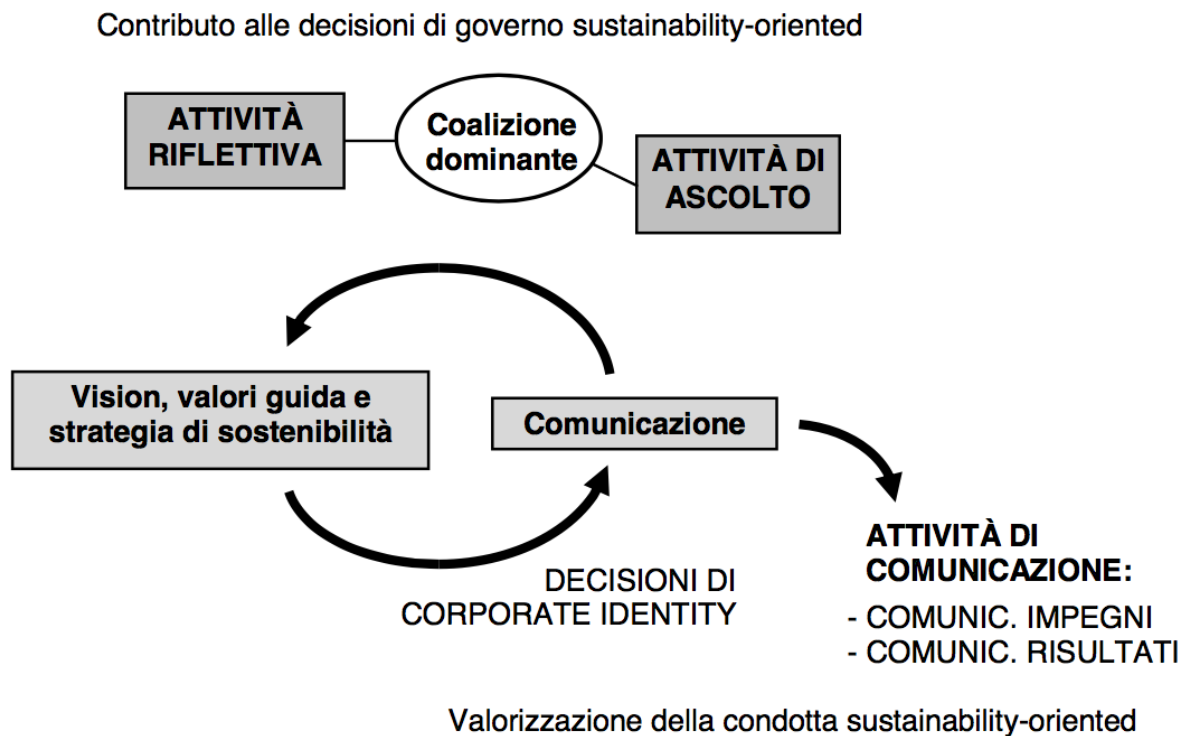 Contributo alle decisioni di governo sustainability-oriented
ATTIVITÀ
RIFLETTIVA
Coalizione
dominante
ATTIVITÀ DI
ASCOLTO
Vision, valori guida e
strategia di sostenibilità
Comunicazione
DECISIONI DI
CORPORATE IDENTITY
ATTIVITÀ DI
COMUNICAZIONE:
- COMUNIC. IMPEGNI
- COMUNIC. RISULTATI
Valorizzazione della condotta sustainability-oriented